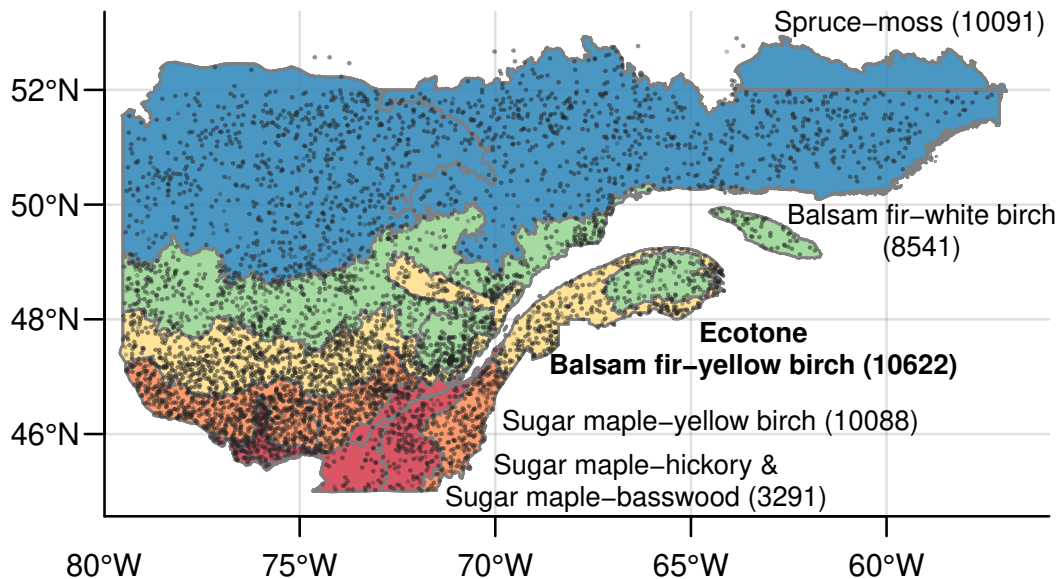 Spruce−moss (10091)
52°N
50°N
Balsam fir−white birch
(8541)
48°N
Ecotone
Balsam fir−yellow birch (10622)
46°N
Sugar maple−yellow birch (10088)
Sugar maple−hickory &
Sugar maple−basswood (3291)
80°W
75°W
70°W
65°W
60°W